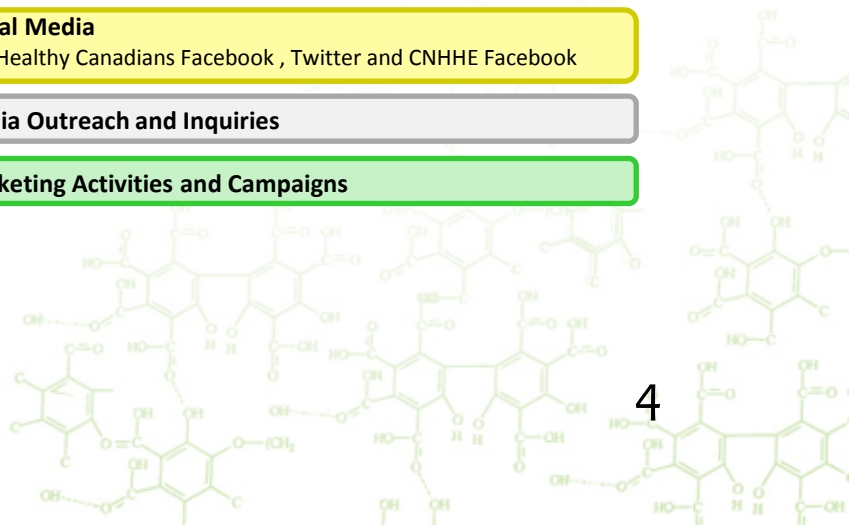 al Media
Healthy Canadians Facebook , Twitter and CNHHE Facebook
ia Outreach and Inquiries
keting Activities and Campaigns
4